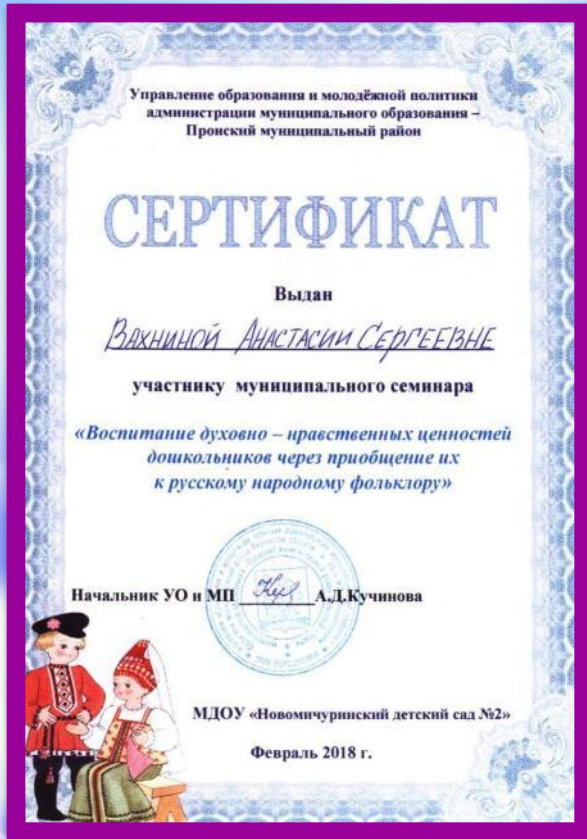 Управление образования и молодёжной политики
администрации муниципального образования –
Пронский муниципальный район
СЕРТИФИКАТ
Выдан
Вахниной Анастасии Сергеевне
участнику муниципального семинара
«Воспитание духовно – нравственных ценностей
дошкольников через приобщение их
к русскому народному фольклору»
Начальник УО и МП А.Д.Кучинова
МДОУ «Новомичуринский детский сад №2»
Февраль 2018 г.